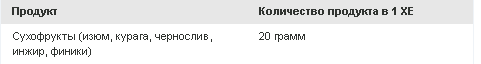 Продукт Количество продукта в 1 ХЕ
Сухофрукты (изюм, курага, чернослив, 20 грамм
инжир, финики)